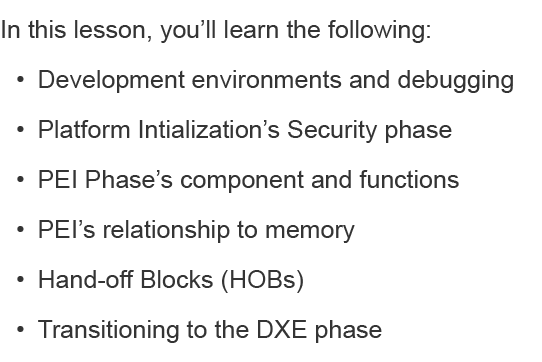 In this lesson, you’ll learn the following:
• Development environments and debugging
• Platform Intialization’s Security phase
• PEI Phase’s component and functions
• PEI’s relationship to memory
• Hand-off Blocks (HOBs)
• Transitioning to the DXE phase